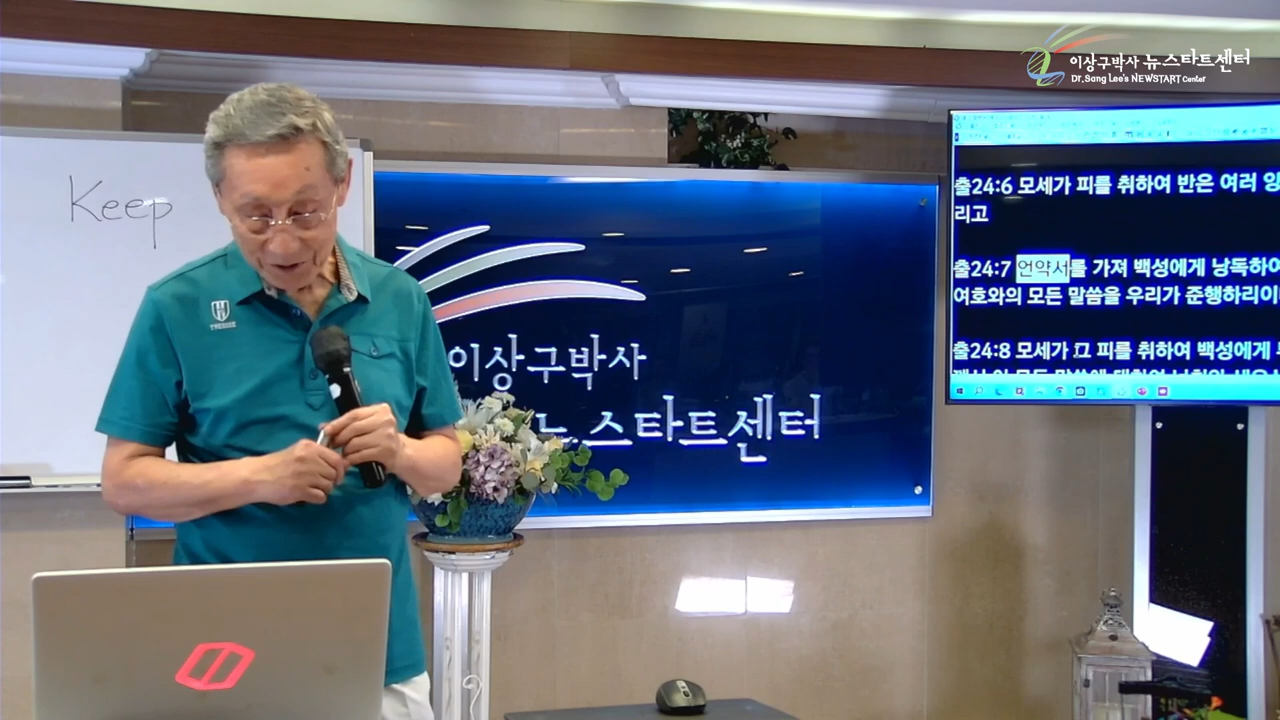 이상구박사 뉴스타트센터
Dr. Sang Lee's NEWSTART Center
Keep
이상구박사
뉴스타트센터
출24:6 모세가 피를 취하여 반은 여러 양
리고
출24:7 언약서를 가져 백성에게 낭독하여
여호와의 모든 말씀을 우리가 준행하리이
출24:8 모세가 그 피를 취하여 백성에게